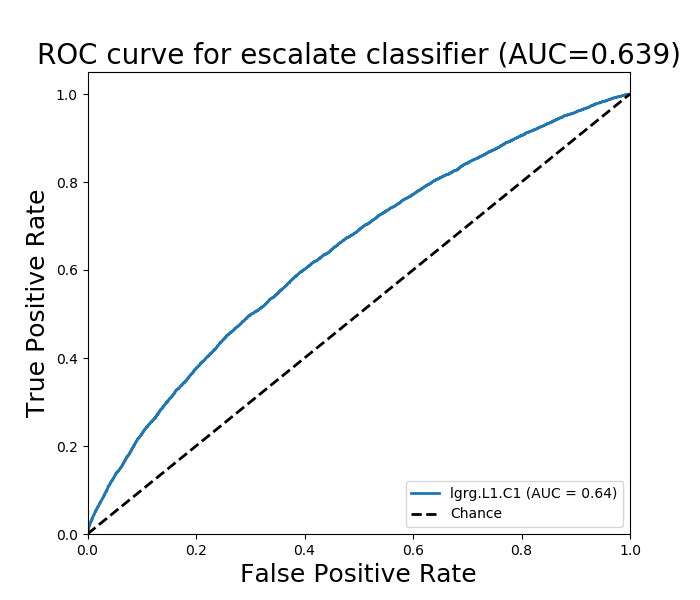 ROC curve for escalate classifier (AUC=0.639)
True Positive Rate
1.0
0.8
0.6
0.4
0.2
0.0
lgrg.L1.C1 (AUC = 0.64)
Chance
0.0 0.2 0.4 0.6 0.8 1.0
False Positive Rate